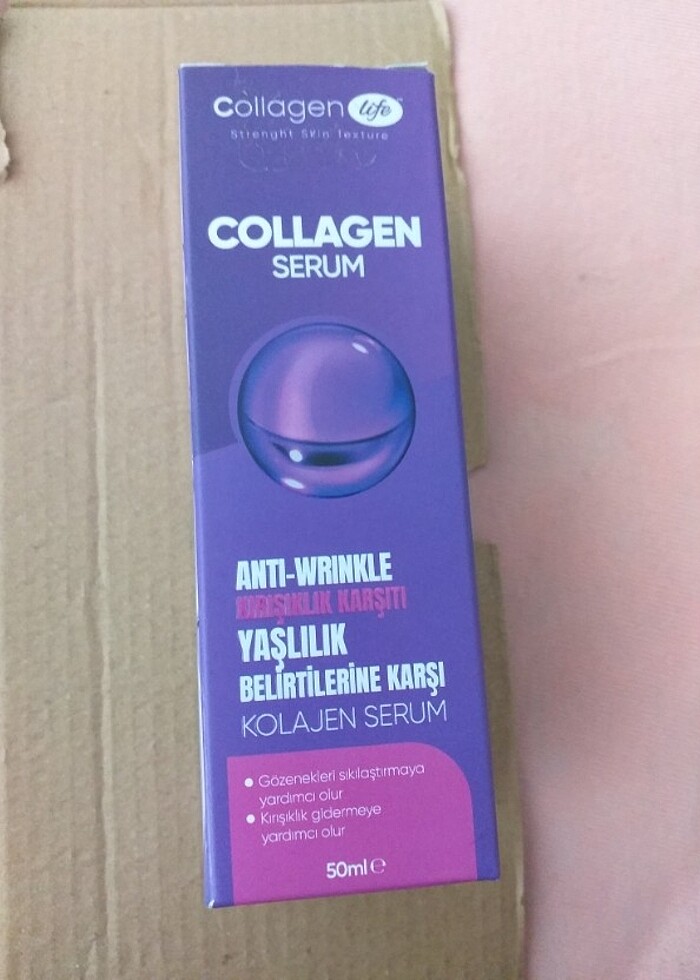 Collagen life
Strenght Skin Texture
COLLAGEN
SERUM
ANTI-WRINKLE
KIRIŞIKLIK KARŞITI
YAŞLILIK
BELİRTİLERİNE KARŞI
KOLAJEN SERUM
• Gözenekleri sıkılaştırmaya
yardımcı olur
• Kırışıklık gidermeye
yardımcı olur
50ml ℮